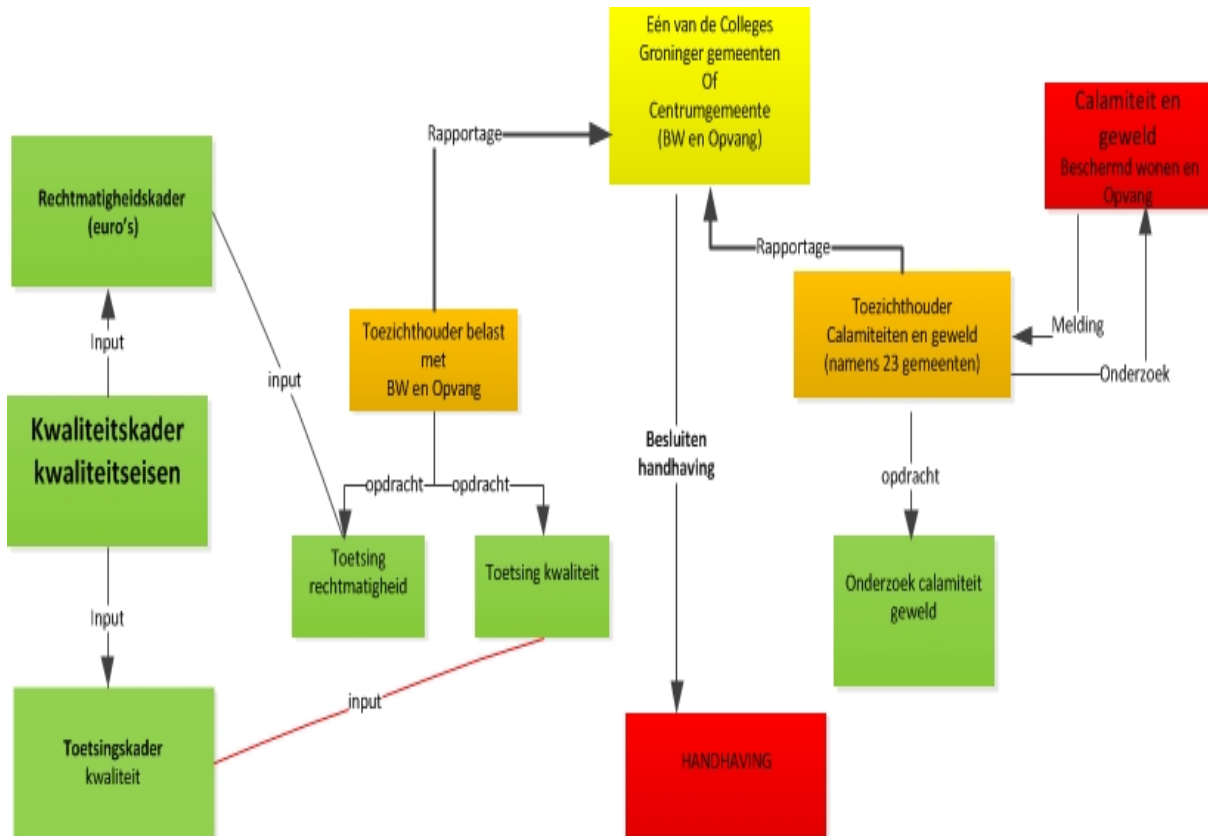 Eén van de Colleges
Groninger gemeenten
Of
Centrumgemeente
(BW en Opvang)
Calamiteit en
geweld
Beschermd wonen en
Opvang
Rapportage
Rechtmatigheidskader
(euro's)
Rapportage
Toezichthouder
Calamiteiten en geweld
(namens 23 gemeenten)
Melding
Onderzoek
Toezichthouder belast
met
BW en Opvang
Input
input
Kwaliteitskader
kwaliteitseisen
Besluiten
handhaving
opdracht
opdracht
opdracht
Toetsing
rechtmatigheid
Toetsing kwaliteit
Onderzoek calamiteit
geweld
Input
input
Toetsingskader
kwaliteit
HANDHAVING